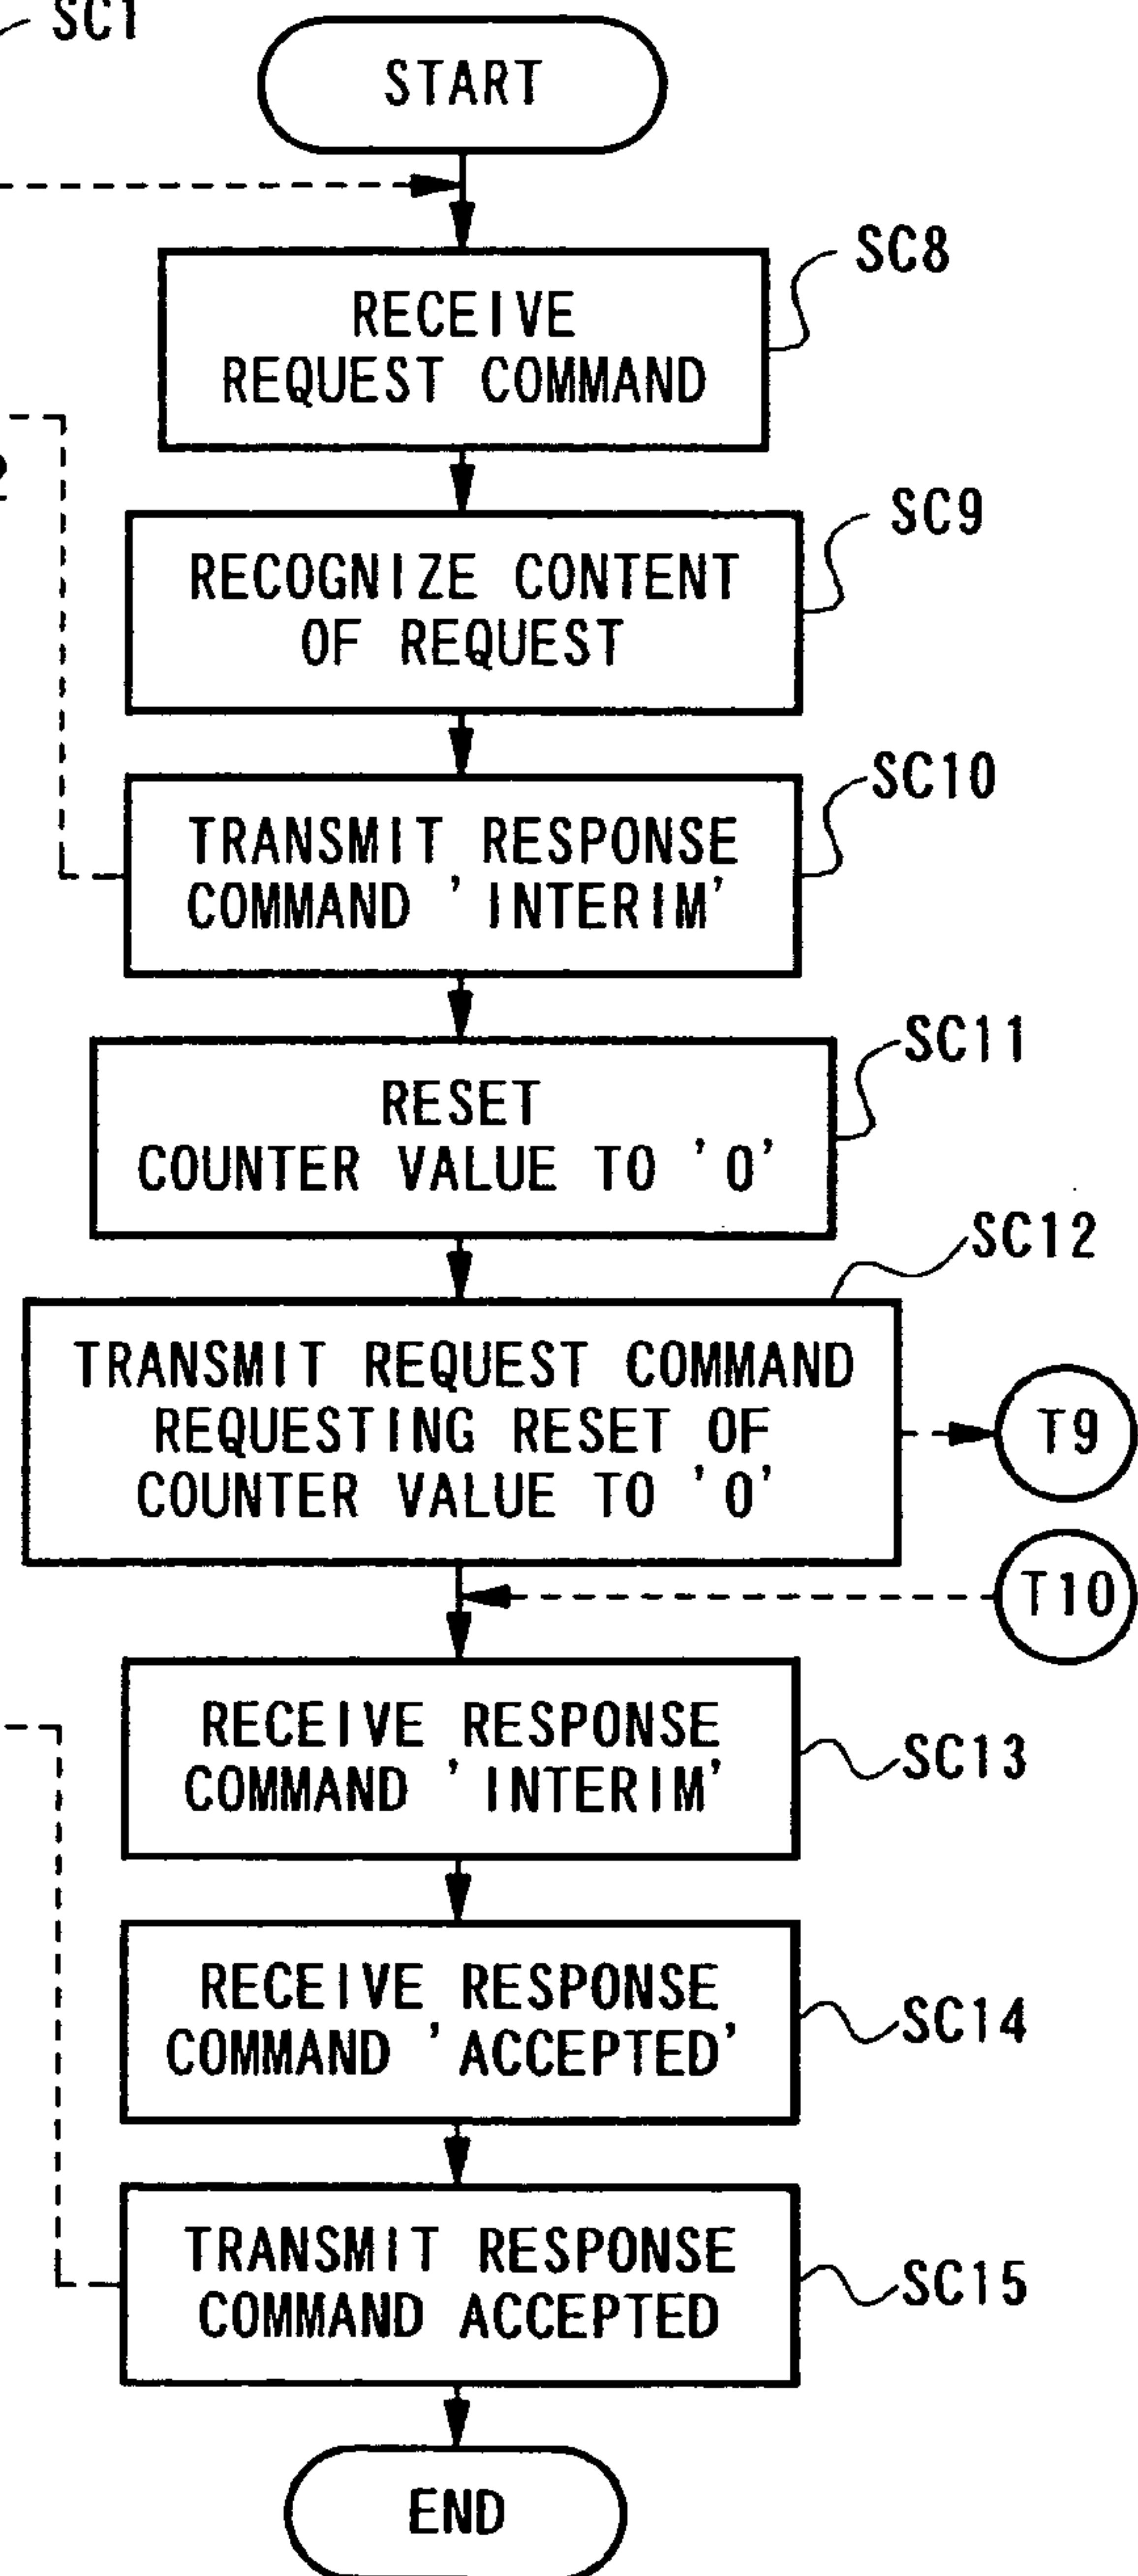 SC1
START
SC8
RECEIVE
REQUEST COMMAND
2
SC9
RECOGNIZE CONTENT
OF REQUEST
SC10
TRANSMIT RESPONSE
COMMAND 'INTERIM'
SC11
RESET
COUNTER VALUE TO '0'
SC12
TRANSMIT REQUEST COMMAND
REQUESTING RESET OF
COUNTER VALUE TO '0'
T9
T10
RECEIVE RESPONSE
COMMAND 'INTERIM'
SC13
RECEIVE RESPONSE
COMMAND 'ACCEPTED'
SC14
TRANSMIT RESPONSE
COMMAND ACCEPTED
SC15
END